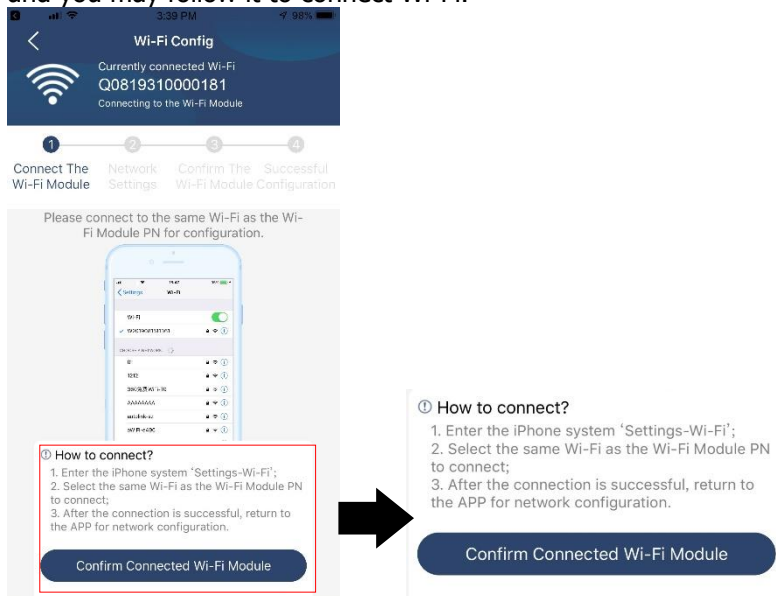 and you may follow it to connect Wi-Fi.
3:39 PM 98%
Wi-Fi Config
Currently connected Wi-Fi
Q0819310000181
Connecting to the Wi-Fi Module
1 2 3 4
Connect The Network Confirm The Successful
Wi-Fi Module Settings Wi-Fi Module Configuration
Please connect to the same Wi-Fi as the Wi-
Fi Module PN for configuration.
Settings Wi-Fi
Wi-Fi
AAAAAAAA
How to connect?
1. Enter the iPhone system ‘Settings-Wi-Fi’;
2. Select the same Wi-Fi as the Wi-Fi Module PN
to connect;
3. After the connection is successful, return to
the APP for network configuration.
Confirm Connected Wi-Fi Module
How to connect?
1. Enter the iPhone system ‘Settings-Wi-Fi’;
2. Select the same Wi-Fi as the Wi-Fi Module PN
to connect;
3. After the connection is successful, return to
the APP for network configuration.
Confirm Connected Wi-Fi Module